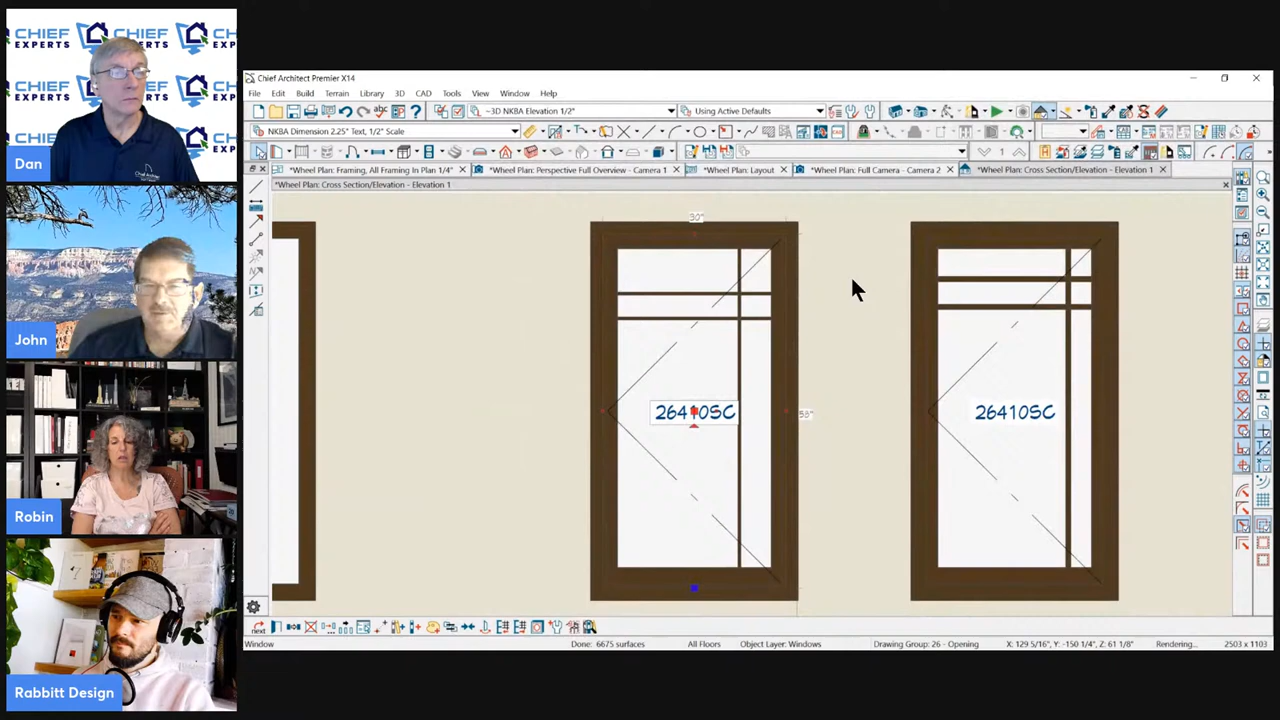 CHIEF
EXPERTS
Dan
John
Robin
Rabbitt Design
Chief Architect Premier X14
File Edit Build Terrain Library 3D CAD Tools View Window Help
~3D NKBA Elevation 1/2"
Using Active Defaults
NKBA Dimension 2.25" Text, 1/2" Scale
*Wheel Plan: Framing, All Framing In Plan 1/4"
*Wheel Plan: Perspective Full Overview - Camera 1
*Wheel Plan: Layout
*Wheel Plan: Full Camera - Camera 2
*Wheel Plan: Cross Section/Elevation - Elevation 1
*Wheel Plan: Cross Section/Elevation - Elevation 1
30"
26410SC
26410SC
next
Window
Done: 6675 surfaces
All Floors
Object Layer: Windows
Drawing Group: 26 - Opening
X: 129 5/16", Y: -150 1/4", Z: 61 1/8"
Rendering...
2503 x 1103